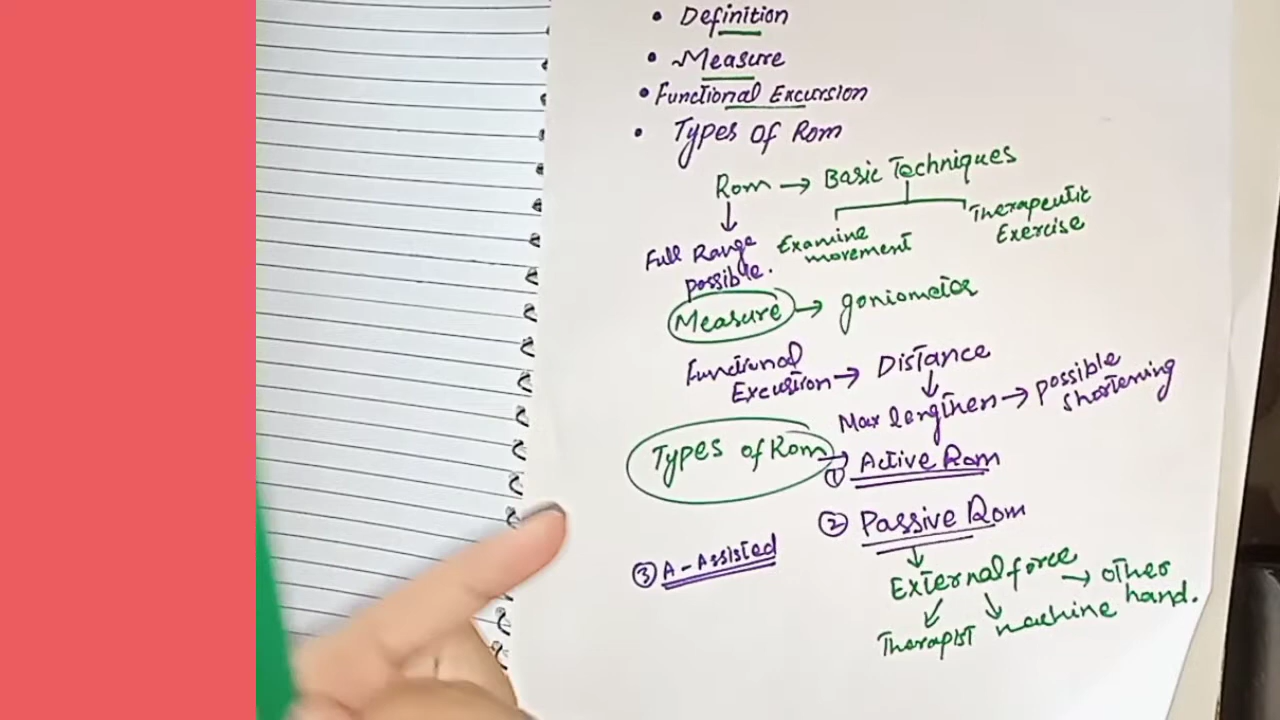 • Definition
• Measure
• Functional Excursion
• Types of Rom
Rom → Basic Techniques
Examine movement
Therapeutic Exercise
Full Range possible.
Measure → goniometer
Functional Excursion → Distance
Max lengthen → possible shortening
Types of Rom → ① Active Rom
② Passive Rom
③ A-Assisted
External force → other hand.
Therapist machine